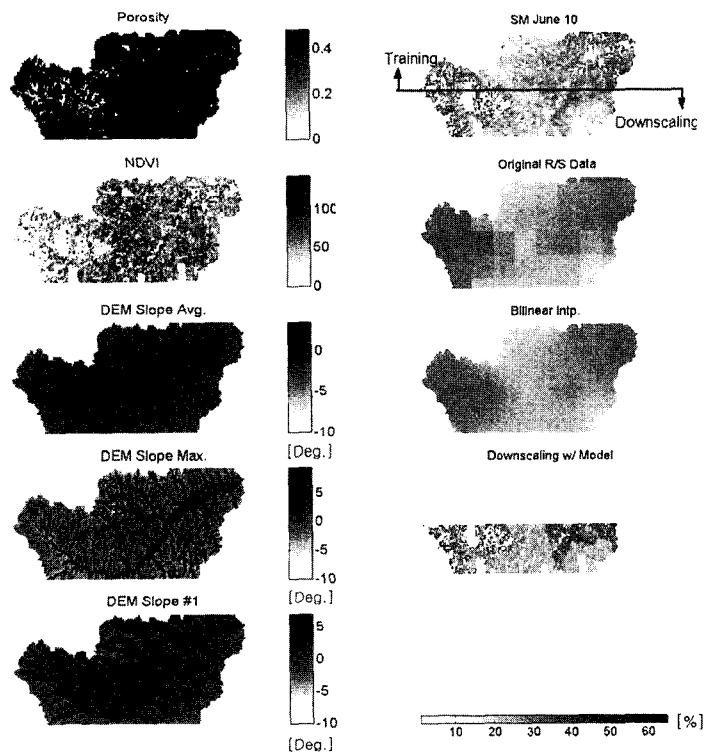 Porosity
0.4
0.2
0
NDVI
100
50
0
DEM Slope Avg.
0
-5
-10
[Deg.]
DEM Slope Max.
5
0
-5
-10
[Deg.]
DEM Slope #1
5
0
-5
-10
[Deg.]
SM June 10
Training
Downscaling
Original R/S Data
Bilinear Intp.
Downscaling w/ Model
10 20 30 40 50 60 [%]